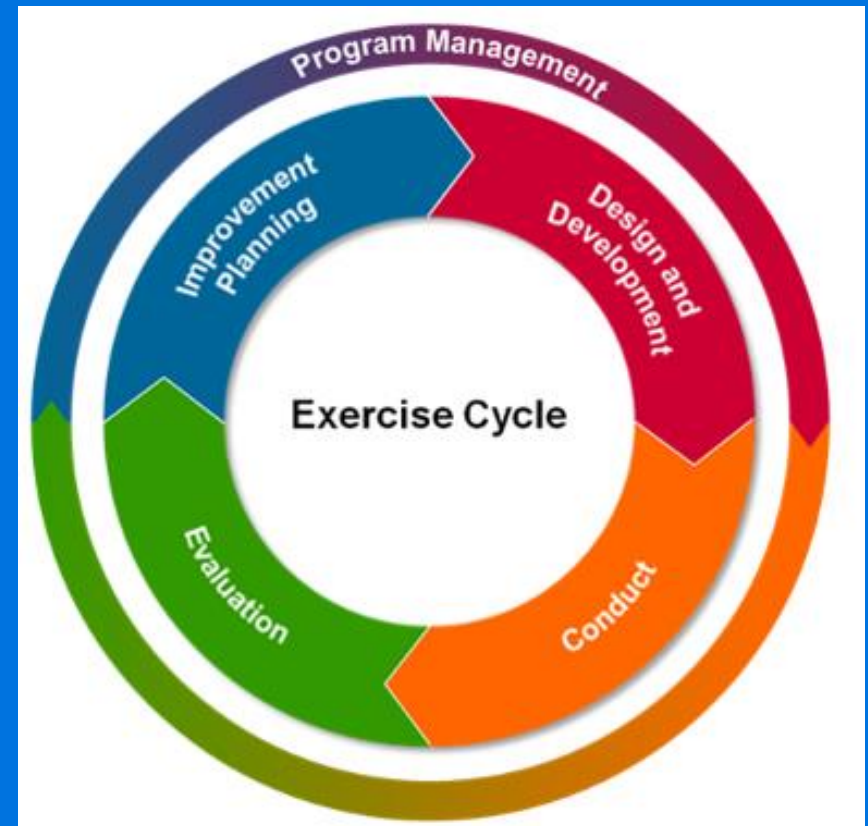 Program Management
Improvement
Planning
Design and
Development
Exercise Cycle
Evaluation
Conduct